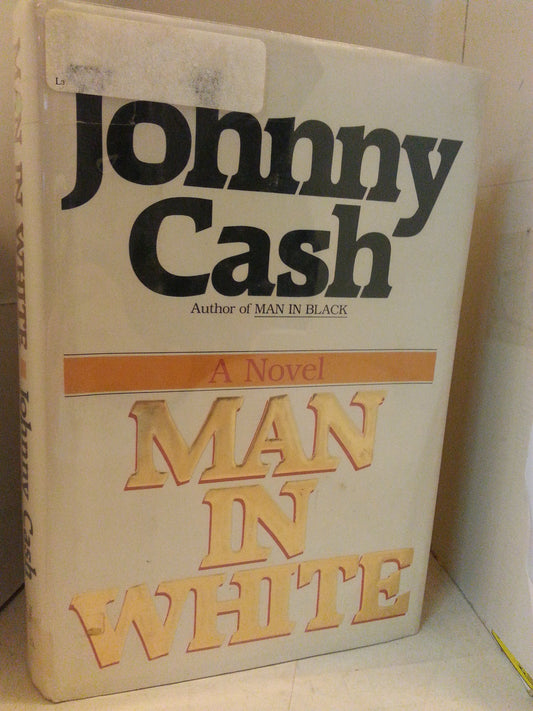 Johnny
Cash
Author of MAN IN BLACK
A Novel
MAN
IN
WHITE
MAN IN WHITE Johnny Cash